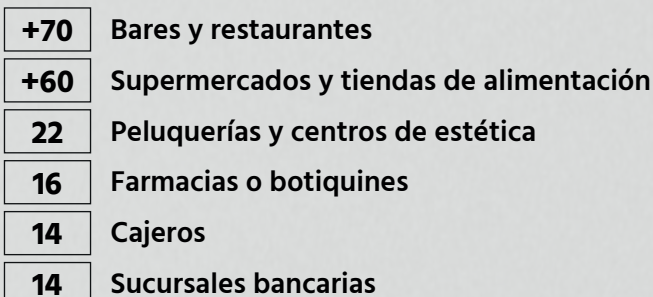 +70 Bares y restaurantes
+60 Supermercados y tiendas de alimentación
22 Peluquerías y centros de estética
16 Farmacias o botiquines
14 Cajeros
14 Sucursales bancarias